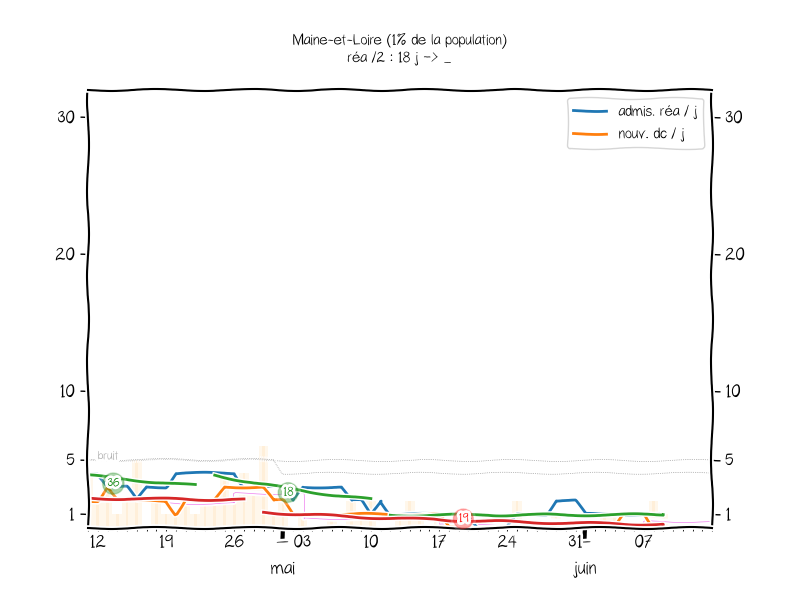 Maine-et-Loire (1% de la population)
réa /2 : 18 j -> _
admis. réa / j
nouv. dc / j
30
30
20
20
10
10
5
5
1
1
bruit
36
18
19
12 19 26 03 10 17 24 31 07
mai juin